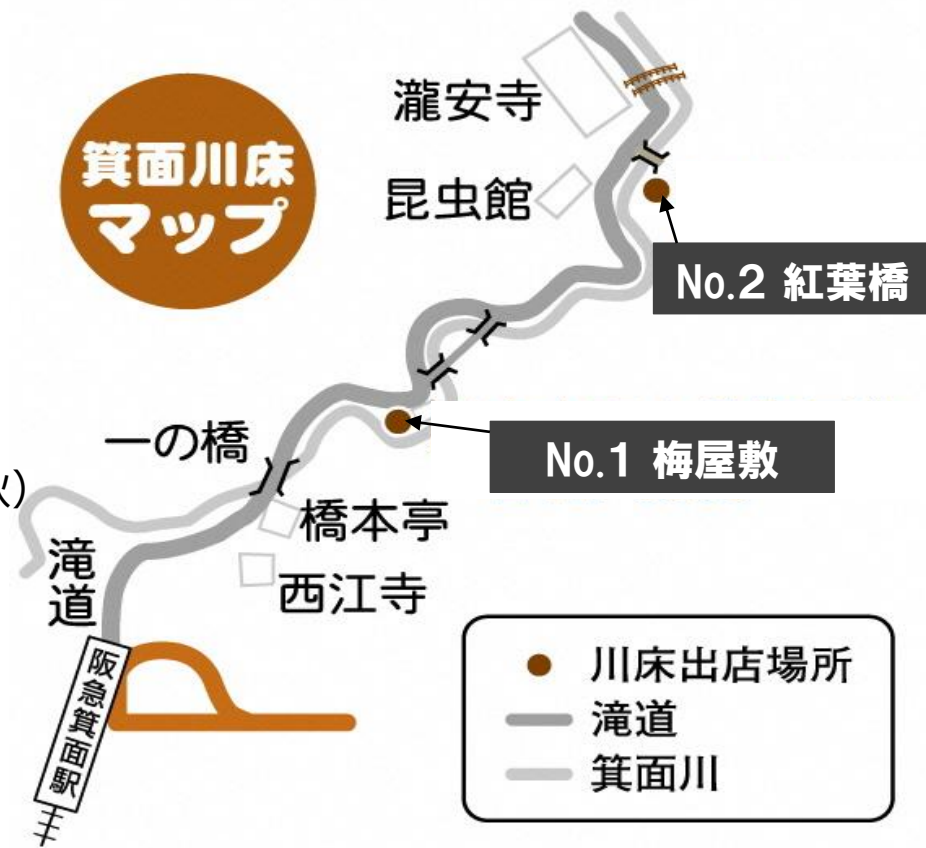 箕面川床
マップ
瀧安寺
昆虫館
No.2 紅葉橋
一の橋
No.1 梅屋敷
橋本亭
西江寺
滝道
阪急箕面駅
川床出店場所
滝道
箕面川